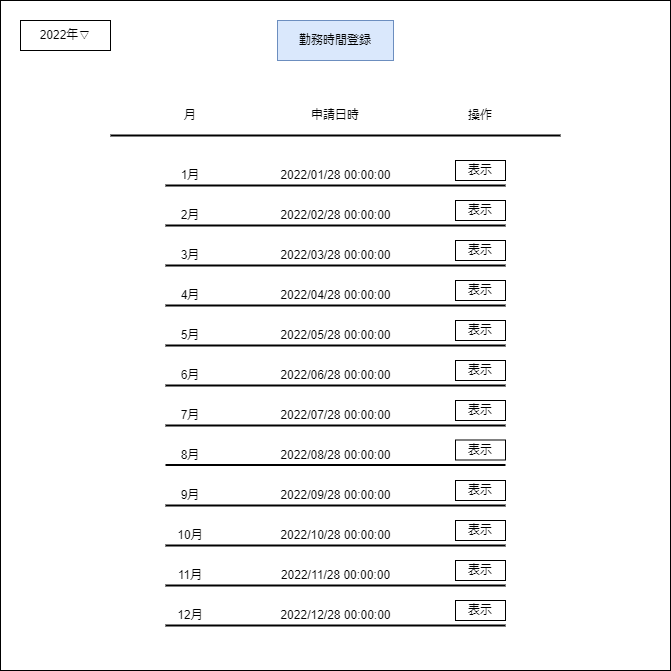 2022年▽
勤務時間登録
月 申請日時 操作
1月 2022/01/28 00:00:00 表示
2月 2022/02/28 00:00:00 表示
3月 2022/03/28 00:00:00 表示
4月 2022/04/28 00:00:00 表示
5月 2022/05/28 00:00:00 表示
6月 2022/06/28 00:00:00 表示
7月 2022/07/28 00:00:00 表示
8月 2022/08/28 00:00:00 表示
9月 2022/09/28 00:00:00 表示
10月 2022/10/28 00:00:00 表示
11月 2022/11/28 00:00:00 表示
12月 2022/12/28 00:00:00 表示